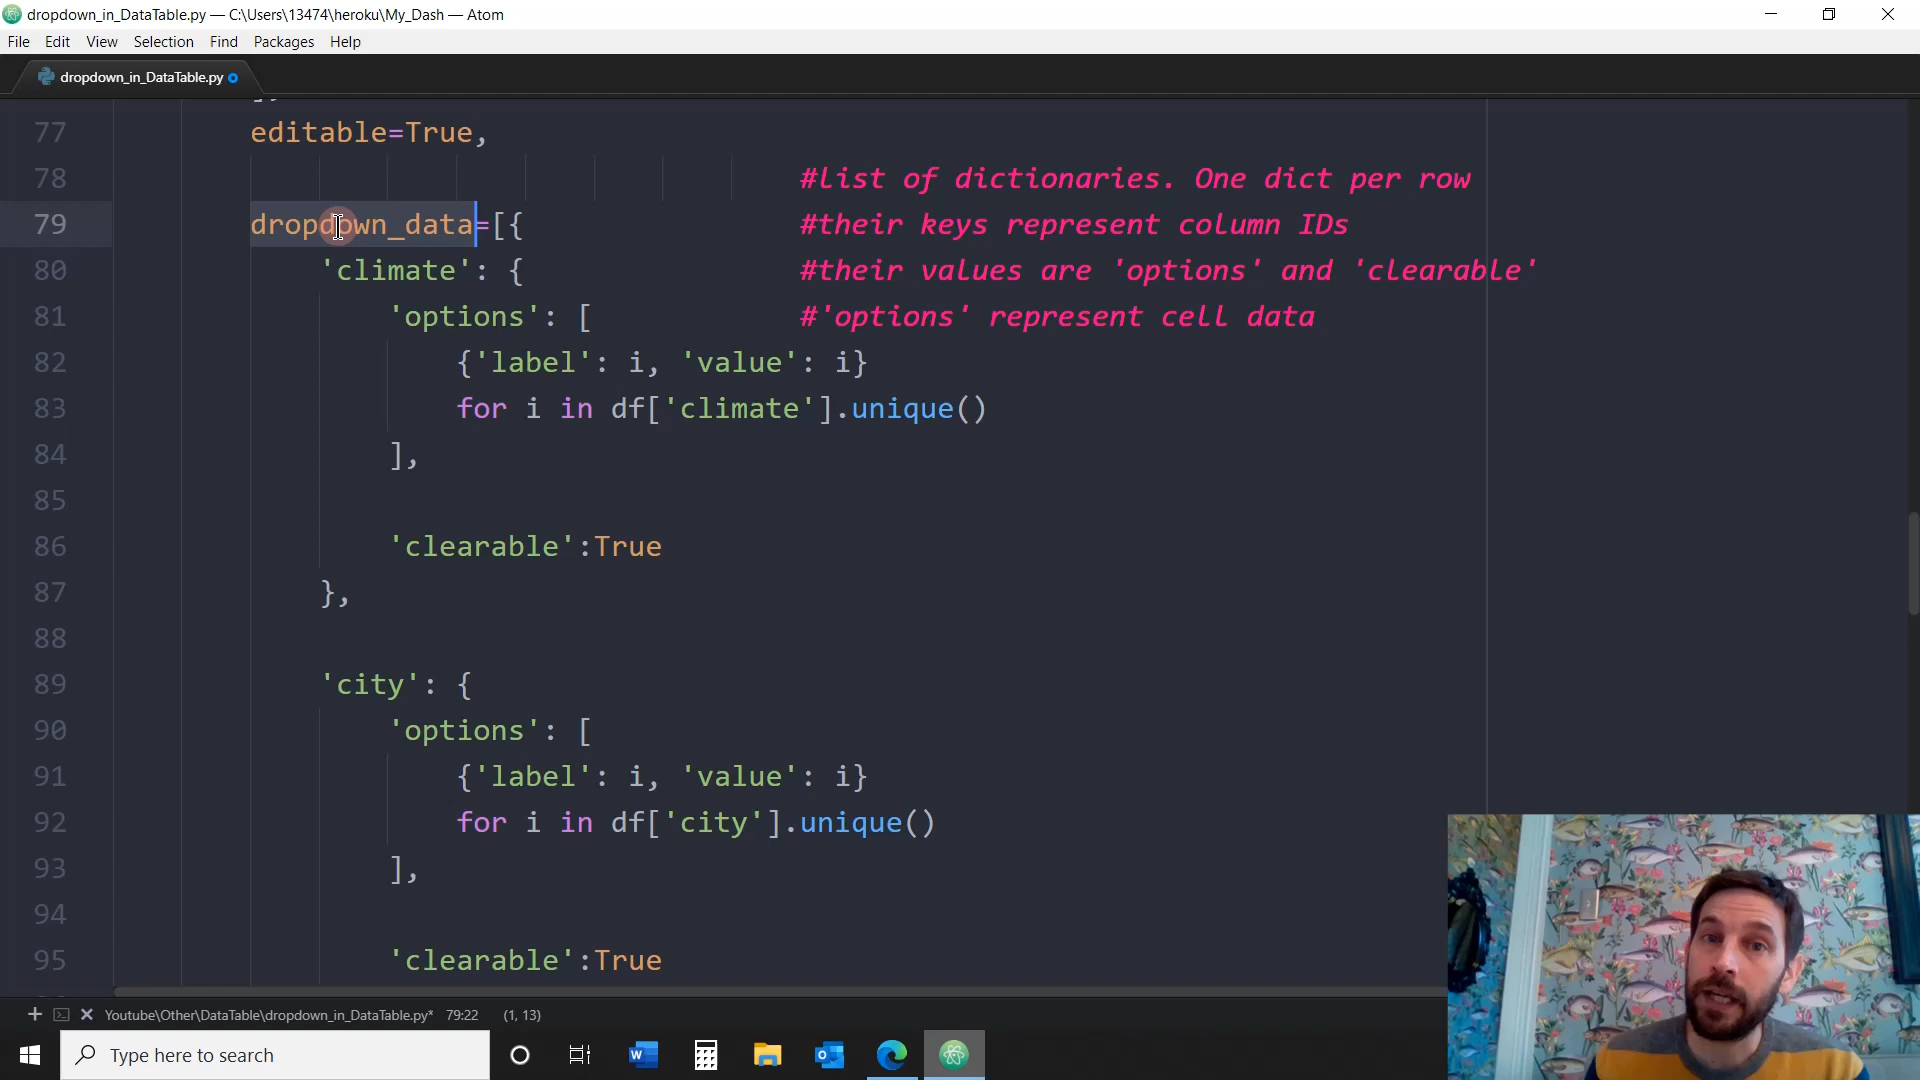 dropdown_in_DataTable.py — C:\Users\13474\heroku\My_Dash — Atom
File Edit View Selection Find Packages Help
dropdown_in_DataTable.py
77 editable=True,
78 #list of dictionaries. One dict per row
79 dropdown_data=[{ #their keys represent column IDs
80 'climate': { #their values are 'options' and 'clearable'
81 'options': [ #'options' represent cell data
82 {'label': i, 'value': i}
83 for i in df['climate'].unique()
84 ],
85
86 'clearable':True
87 },
88
89 'city': {
90 'options': [
91 {'label': i, 'value': i}
92 for i in df['city'].unique()
93 ],
94
95 'clearable':True
Youtube\Other\DataTable\dropdown_in_DataTable.py* 79:22 (1, 13)
Type here to search